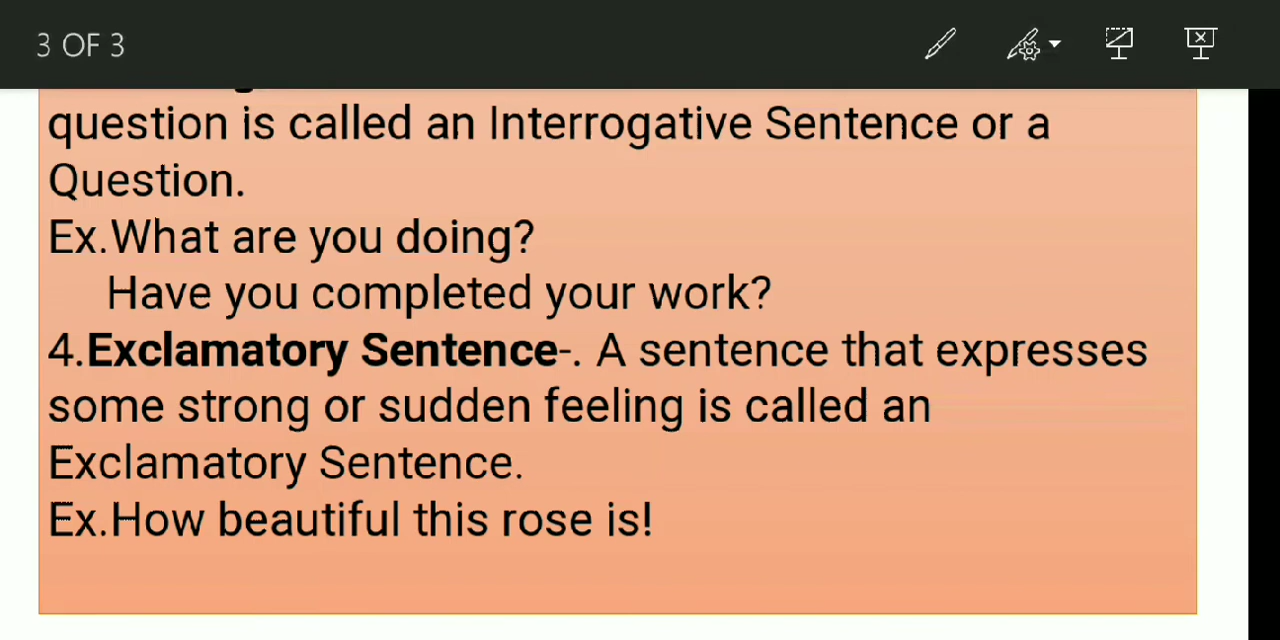 3 OF 3
question is called an Interrogative Sentence or a
Question.
Ex.What are you doing?
Have you completed your work?
4.Exclamatory Sentence-. A sentence that expresses
some strong or sudden feeling is called an
Exclamatory Sentence.
Ex.How beautiful this rose is!